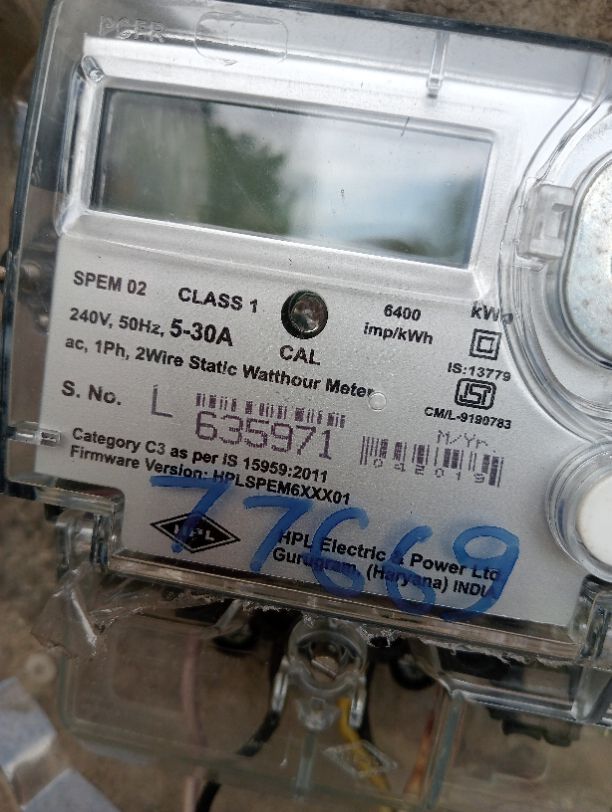 SPEM 02 CLASS 1
240V, 50Hz, 5-30A
CAL
6400
imp/kWh
ac, 1Ph, 2Wire Static Watthour Meter
IS:13779
ISI
CM/L-9190783
S. No. L 635971
M/Yr.
042019
Category C3 as per IS 15959:2011
Firmware Version: HPLSPEM6XXX01
77669
HPL
HPL Electric & Power Ltd
Gurugram, (Haryana) INDIA